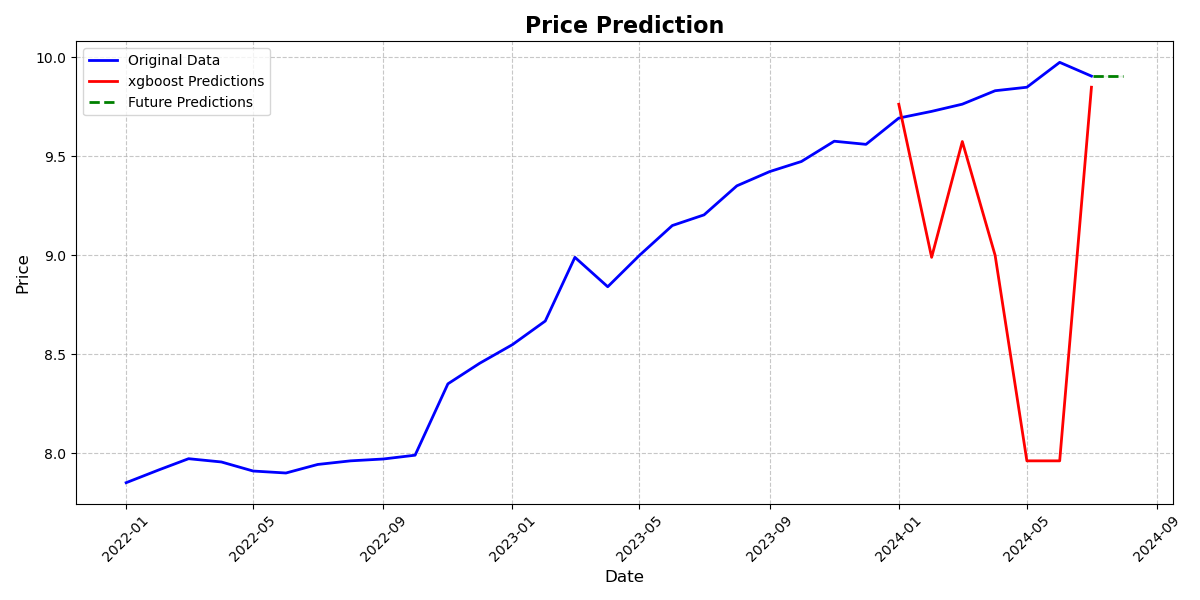 Price Prediction
Original Data
xgboost Predictions
Future Predictions
Price
10.0
9.5
9.0
8.5
8.0
2022-01
2022-05
2022-09
2023-01
2023-05
2023-09
2024-01
2024-05
2024-09
Date